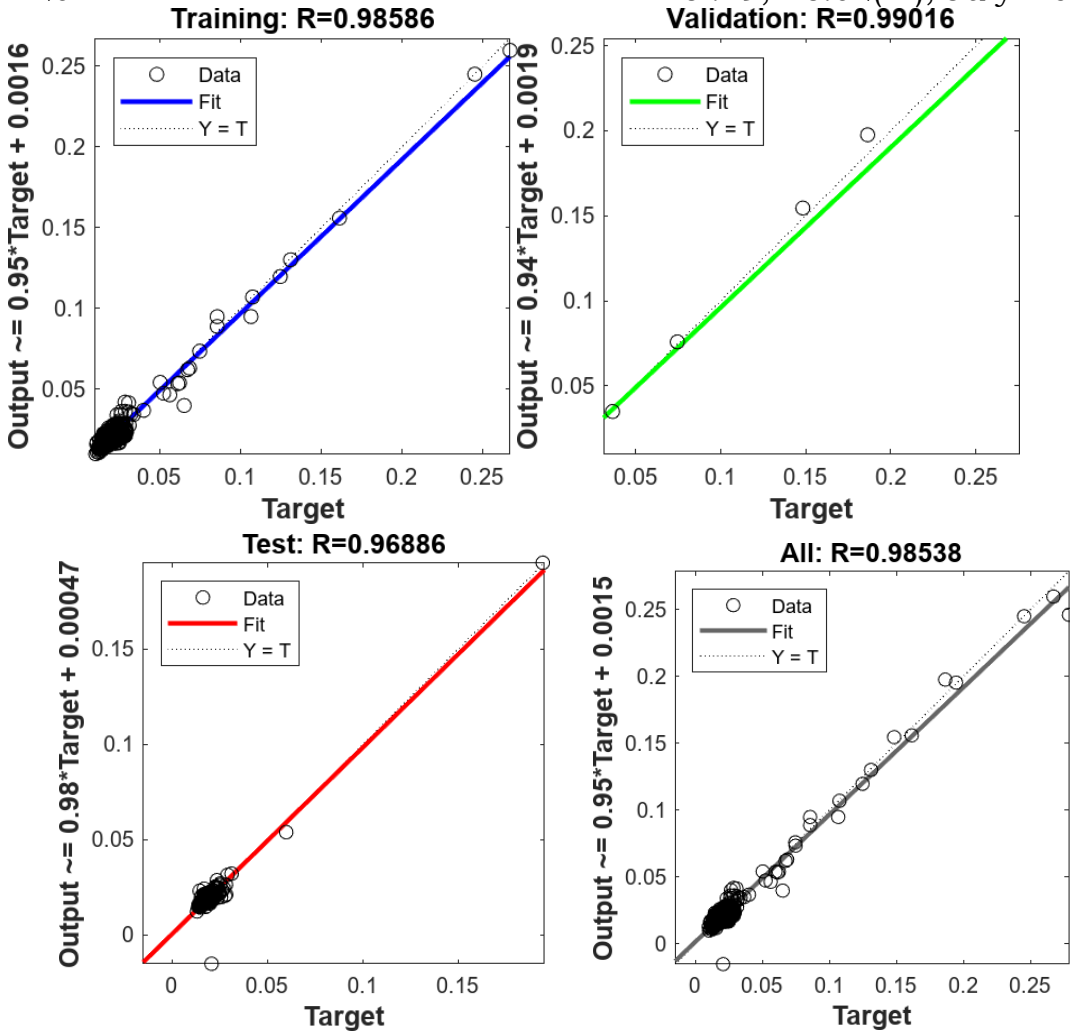 Training: R=0.98586
Output ~= 0.95*Target + 0.0016
0.25
0.2
0.15
0.1
0.05
Data
Fit
Y = T
0.05 0.1 0.15 0.2 0.25
Target
Validation: R=0.99016
Output ~= 0.94*Target + 0.0019
0.25
0.2
0.15
0.1
0.05
Data
Fit
Y = T
0.05 0.1 0.15 0.2 0.25
Target
Test: R=0.96886
Output ~= 0.98*Target + 0.00047
0.15
0.1
0.05
0
Data
Fit
Y = T
0 0.05 0.1 0.15
Target
All: R=0.98538
Output ~= 0.95*Target + 0.0015
0.25
0.2
0.15
0.1
0.05
0
Data
Fit
Y = T
0 0.05 0.1 0.15 0.2 0.25
Target